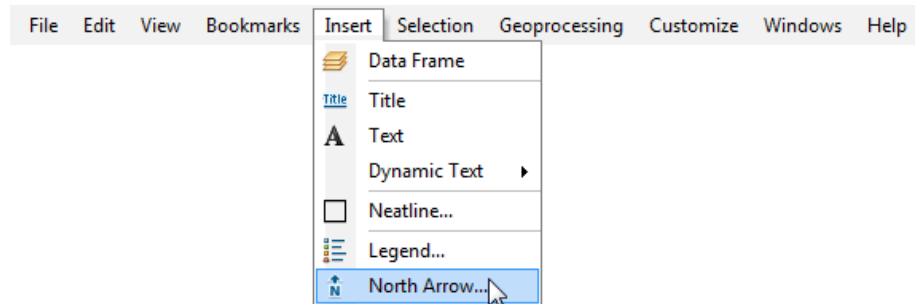 File Edit View Bookmarks Insert Selection Geoprocessing Customize Windows Help
Data Frame
Title Title
A Text
Dynamic Text
Neatline...
Legend...
N North Arrow...